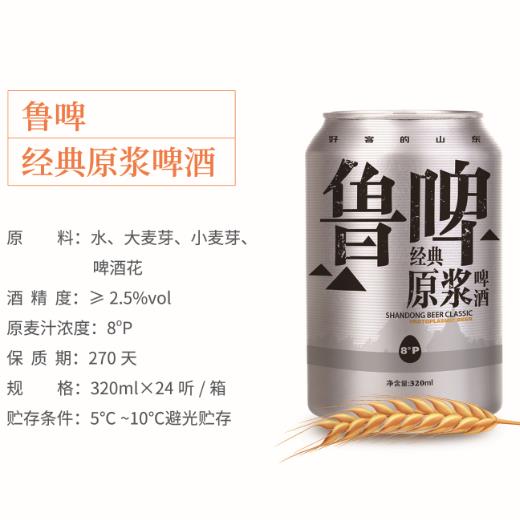 鲁啤
经典原浆啤酒
原 料：水、大麦芽、小麦芽、
啤酒花
酒 精 度：≥ 2.5%vol
原麦汁浓度：8°P
保 质 期：270 天
规 格：320ml×24 听 / 箱
贮存条件：5℃ ~10℃避光贮存
好客的山东
鲁啤
经典
原浆啤酒
SHANDONG BEER CLASSIC
PROTOPLASMIC BEER
8°P
净含量:320ml